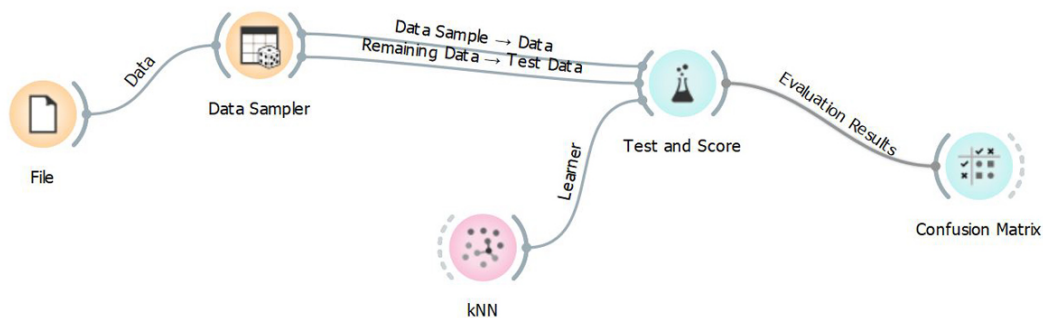 Data Sample → Data
Remaining Data → Test Data
Data
Data Sampler
Evaluation Results
Test and Score
Learner
File
Confusion Matrix
kNN